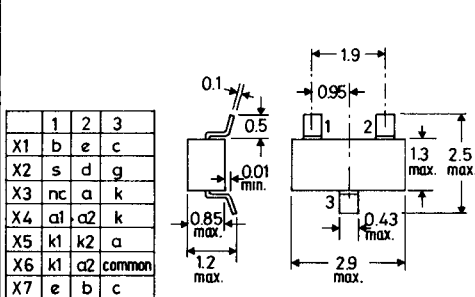 1 2 3
X1 b e c
X2 s d g
X3 nc a k
X4 a1 a2 k
X5 k1 k2 a
X6 k1 a2 common
X7 e b c
0.1
0.5
0.01
min.
0.85
max.
1.2
max.
1.9
0.95
1 2
3
1.3
max.
2.5
max.
0.43
max.
2.9
max.